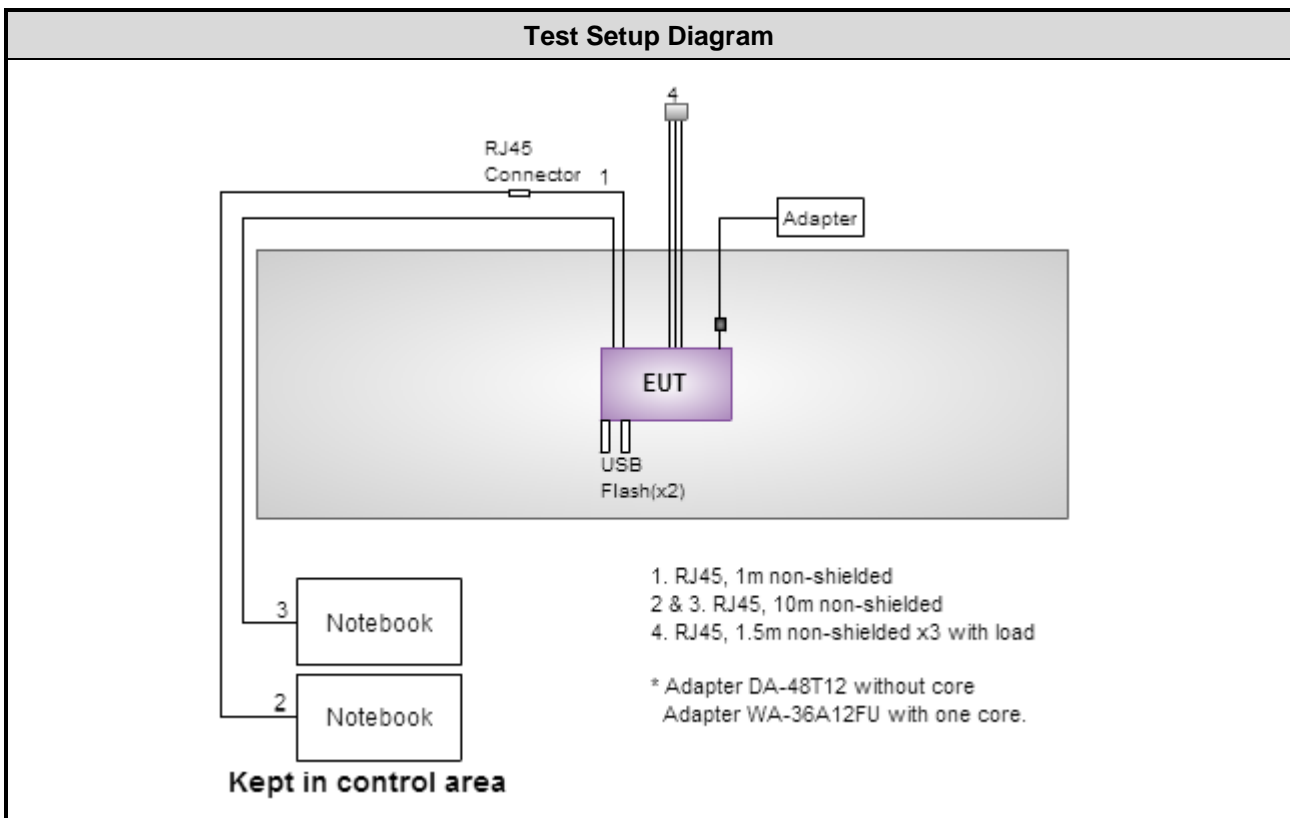 Test Setup Diagram
4
RJ45
Connector 1
Adapter
EUT
USB
Flash(x2)
1. RJ45, 1m non-shielded
2 & 3. RJ45, 10m non-shielded
4. RJ45, 1.5m non-shielded x3 with load
* Adapter DA-48T12 without core
Adapter WA-36A12FU with one core.
3
Notebook
2
Notebook
Kept in control area